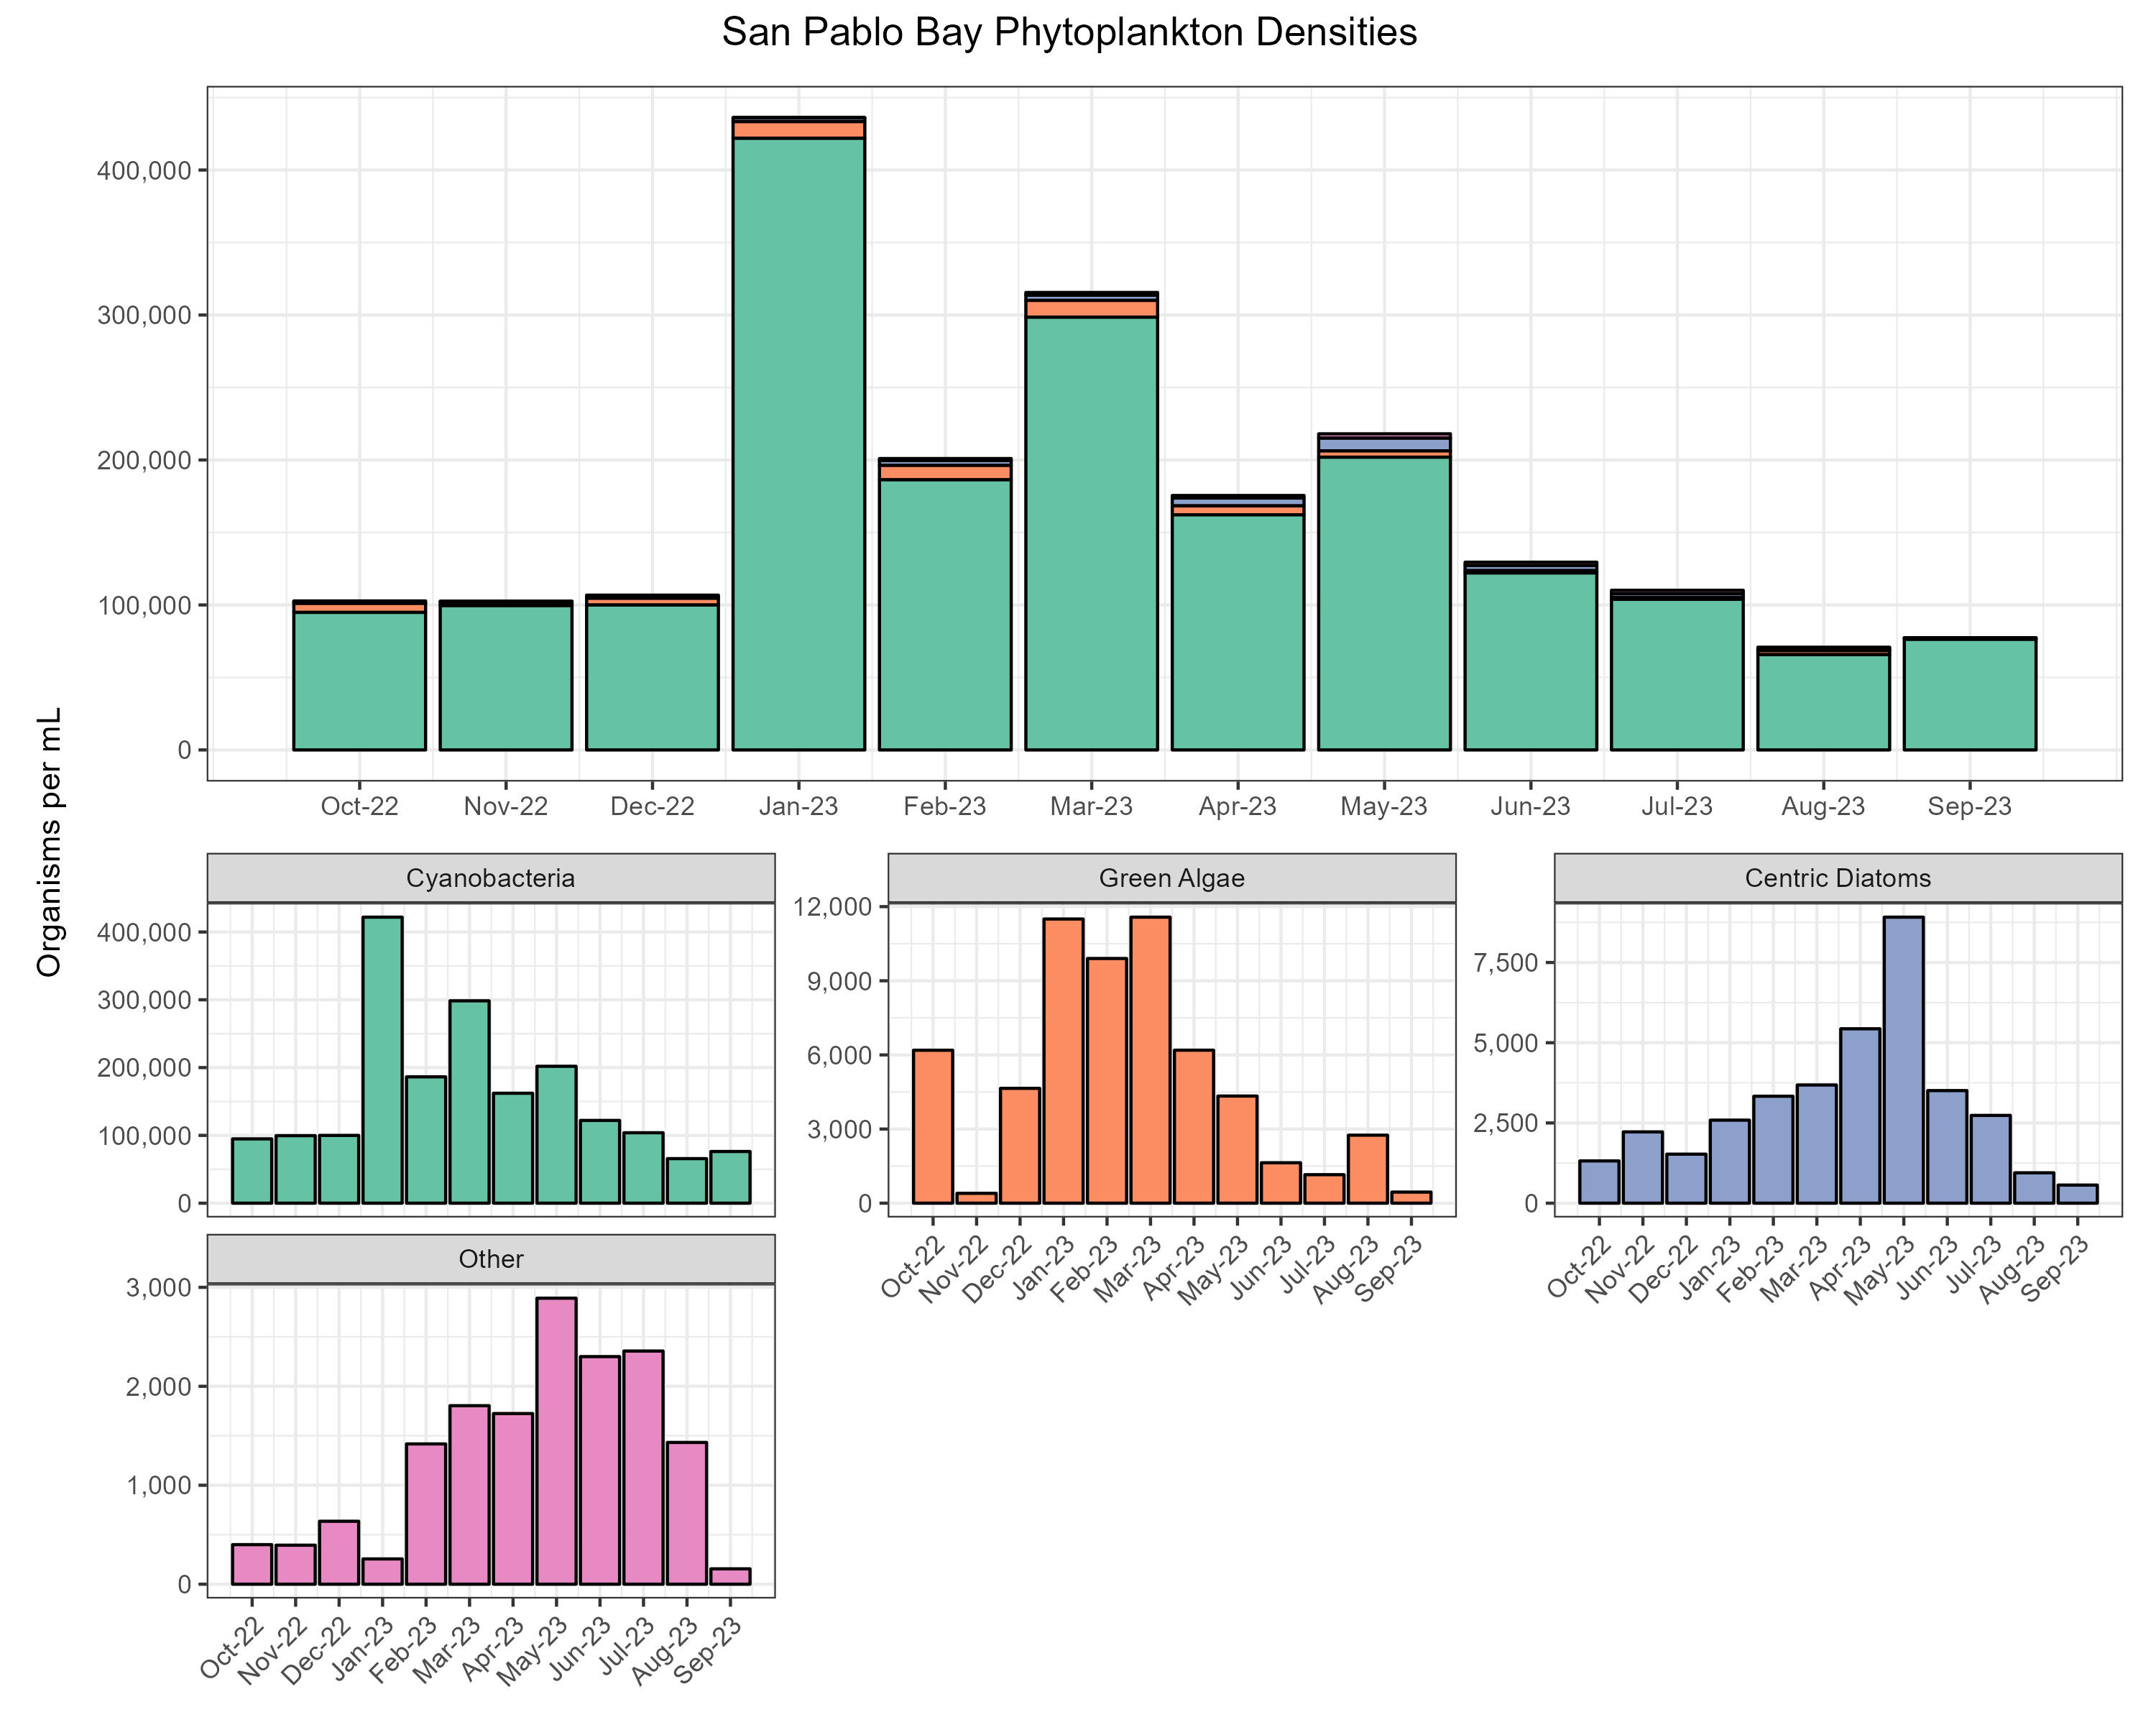 San Pablo Bay Phytoplankton Densities
Organisms per mL
400,000
300,000
200,000
100,000
0
Oct-22 Nov-22 Dec-22 Jan-23 Feb-23 Mar-23 Apr-23 May-23 Jun-23 Jul-23 Aug-23 Sep-23
Cyanobacteria
400,000
300,000
200,000
100,000
0
Green Algae
12,000
9,000
6,000
3,000
0
Oct-22 Nov-22 Dec-22 Jan-23 Feb-23 Mar-23 Apr-23 May-23 Jun-23 Jul-23 Aug-23 Sep-23
Centric Diatoms
7,500
5,000
2,500
0
Oct-22 Nov-22 Dec-22 Jan-23 Feb-23 Mar-23 Apr-23 May-23 Jun-23 Jul-23 Aug-23 Sep-23
Other
3,000
2,000
1,000
0
Oct-22 Nov-22 Dec-22 Jan-23 Feb-23 Mar-23 Apr-23 May-23 Jun-23 Jul-23 Aug-23 Sep-23